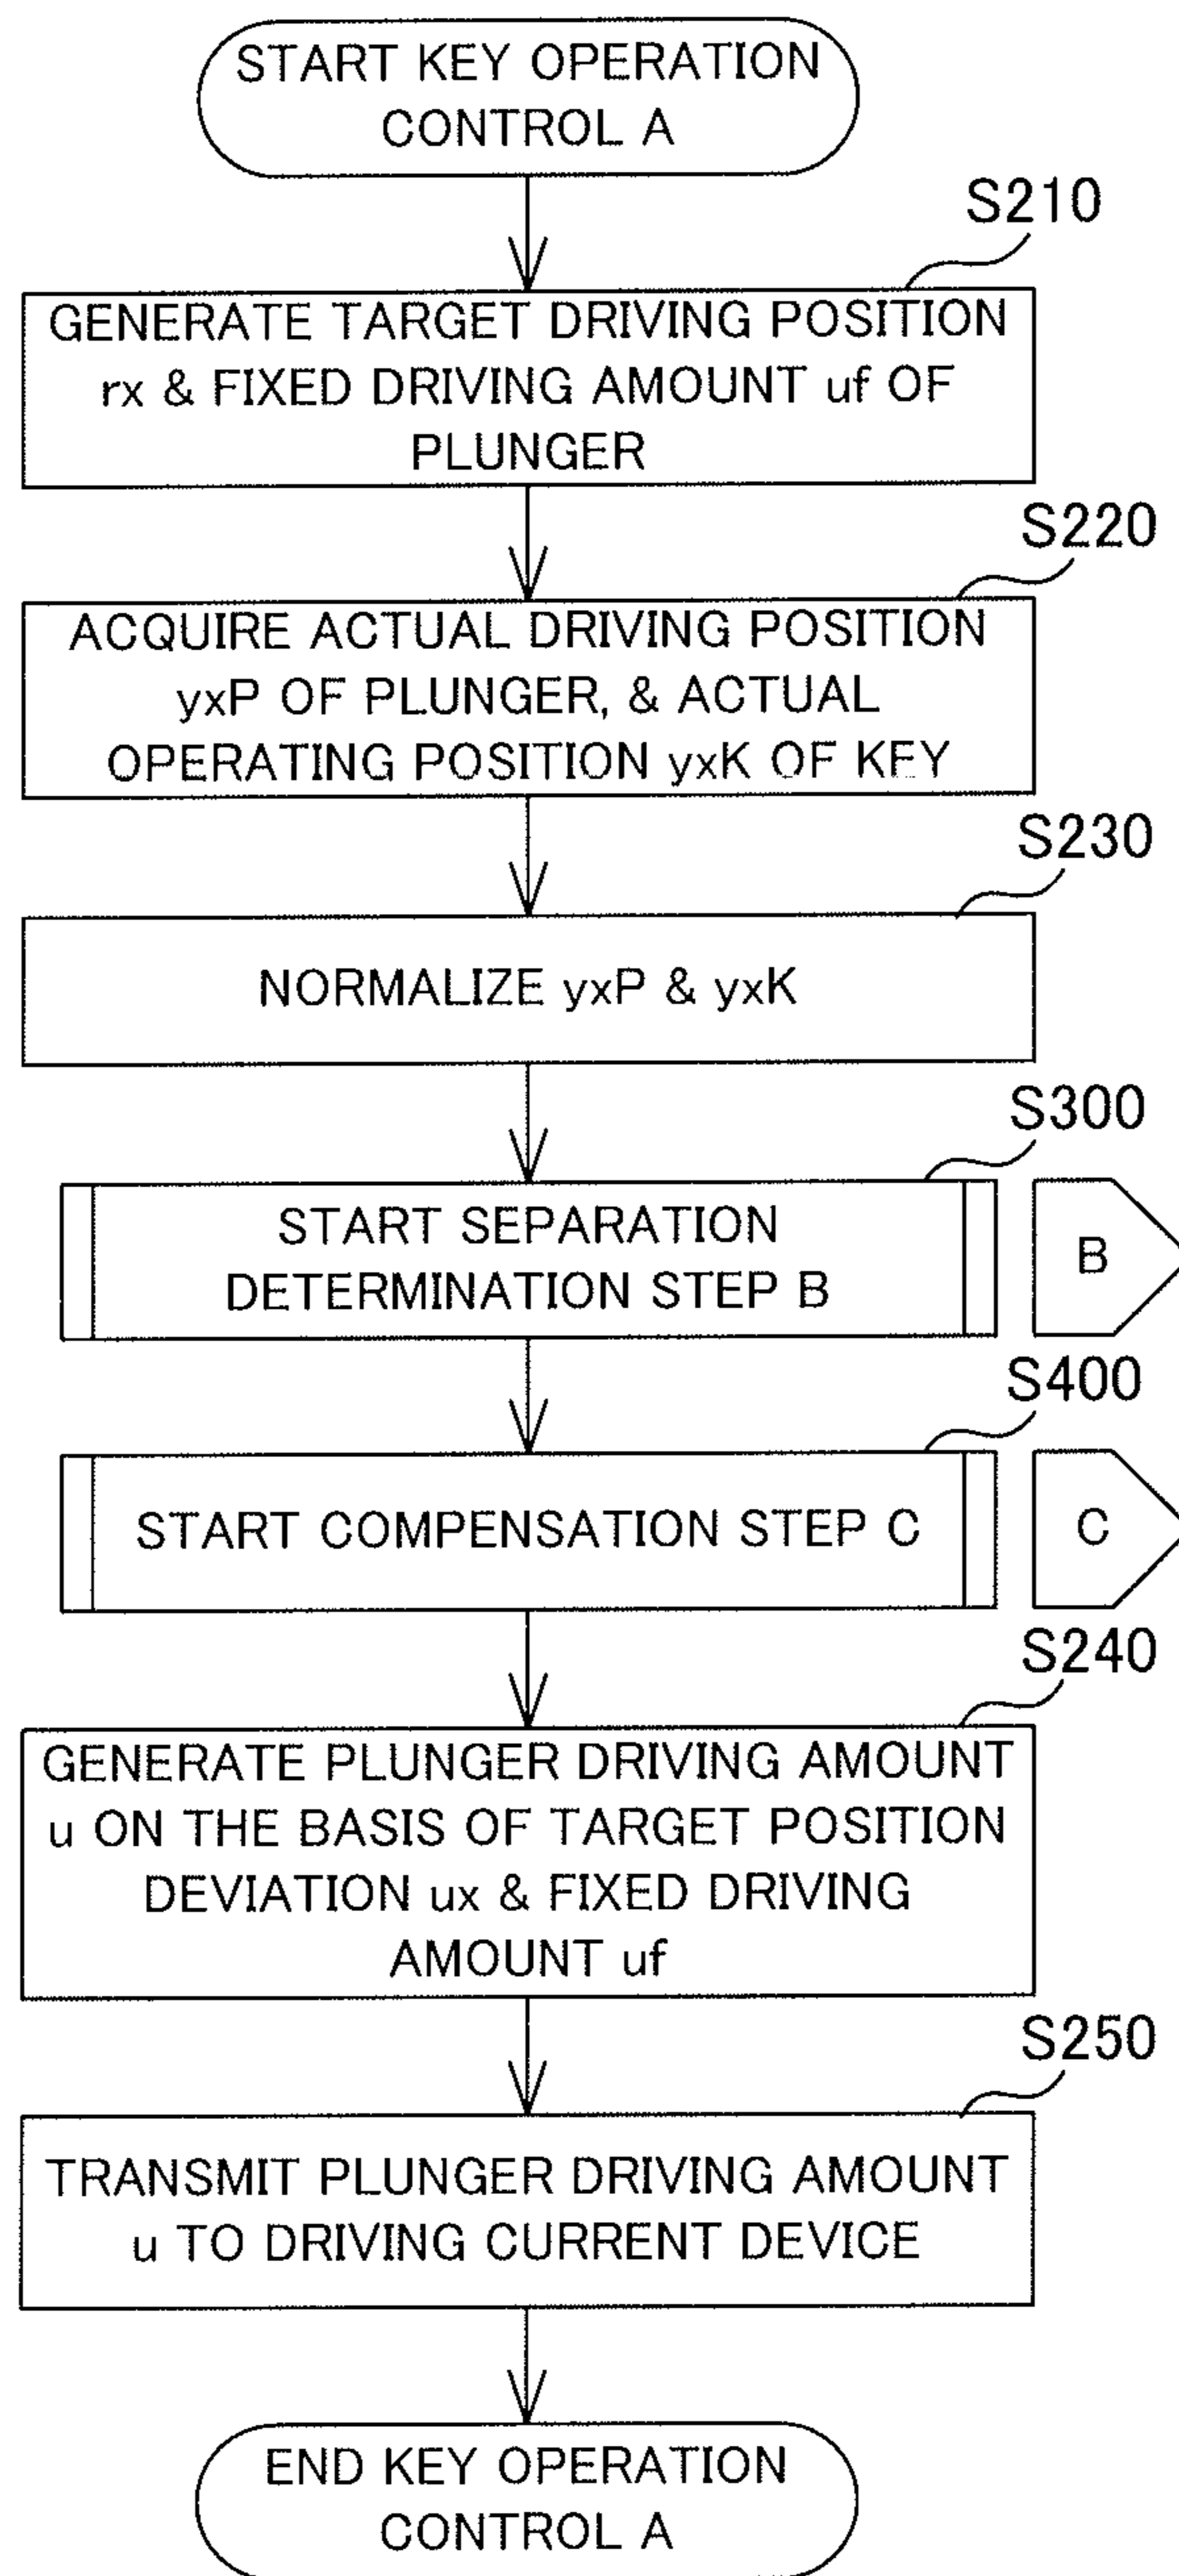 START KEY OPERATION
CONTROL A
S210
GENERATE TARGET DRIVING POSITION
rx & FIXED DRIVING AMOUNT uf OF
PLUNGER
S220
ACQUIRE ACTUAL DRIVING POSITION
yxP OF PLUNGER, & ACTUAL
OPERATING POSITION yxK OF KEY
S230
NORMALIZE yxP & yxK
S300
START SEPARATION
DETERMINATION STEP B
B
S400
START COMPENSATION STEP C
C
S240
GENERATE PLUNGER DRIVING AMOUNT
u ON THE BASIS OF TARGET POSITION
DEVIATION ux & FIXED DRIVING
AMOUNT uf
S250
TRANSMIT PLUNGER DRIVING AMOUNT
u TO DRIVING CURRENT DEVICE
END KEY OPERATION
CONTROL A